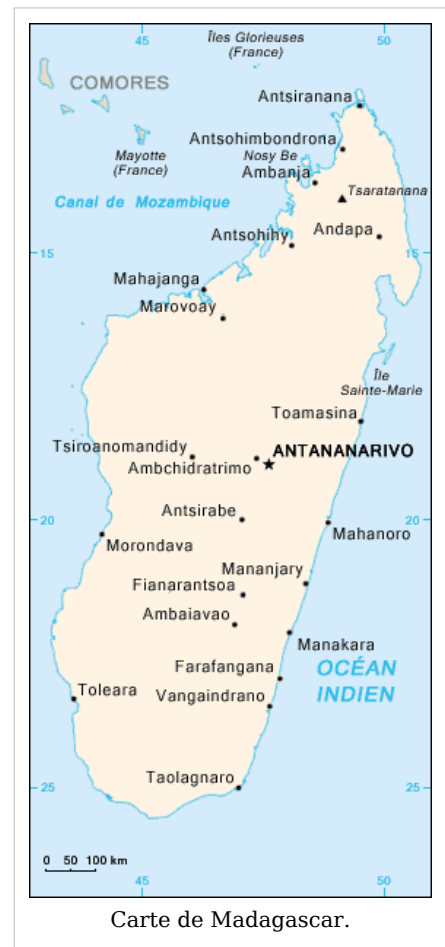 45
50
Îles Glorieuses
(France)
COMORES
Antsiranana
Antsohimbondrona
Mayotte
(France)
Nosy Be
Ambanja
Tsaratanana
Canal de Mozambique
Andapa
Antsohihy
15
15
Mahajanga
Marovoay
Île
Sainte-Marie
Toamasina
Tsiroanomandidy
ANTANANARIVO
Ambchidratrimo
Antsirabe
20
20
Mahanoro
Morondava
Mananjary
Fianarantsoa
Ambaiavao
Manakara
Farafangana
OCÉAN
INDIEN
Toleara
Vangaindrano
Taolagnaro
25
25
0 50 100 km
45
50
Carte de Madagascar.